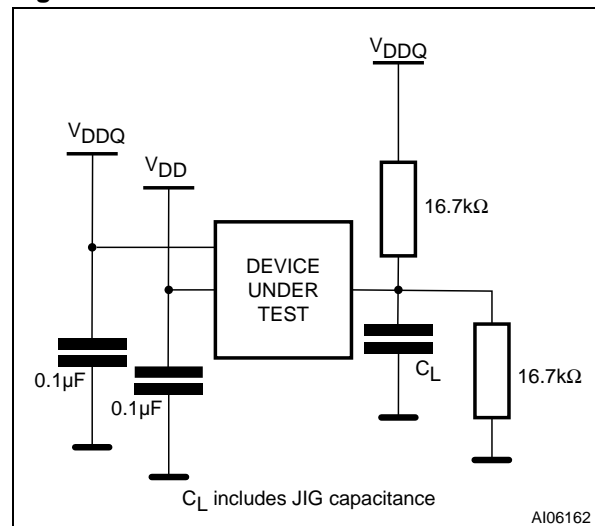 VDDQ
VDDQ
VDD
16.7kΩ
DEVICE
UNDER
TEST
CL
0.1µF
0.1µF
16.7kΩ
CL includes JIG capacitance
AI06162